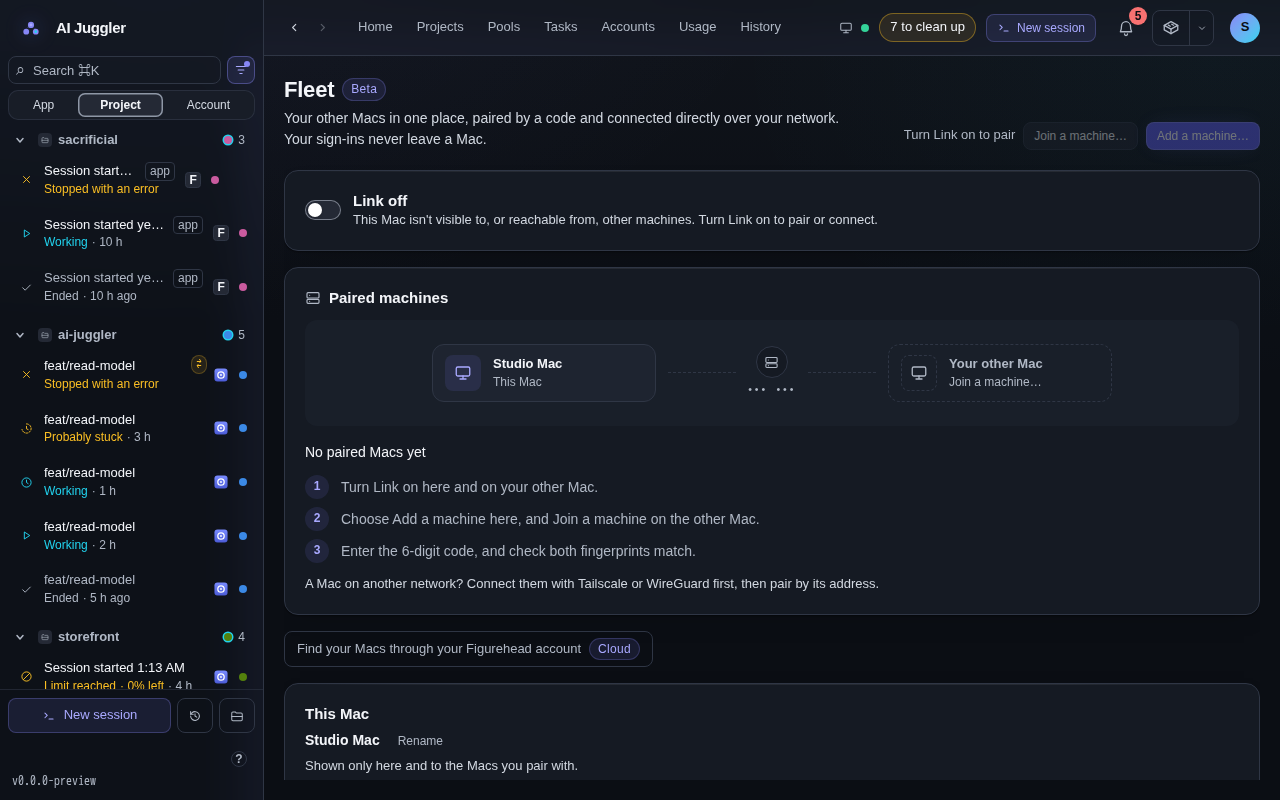 AI Juggler
Home
Projects
Pools
Tasks
Accounts
Usage
History
7 to clean up
New session
5
S
Search ⌘K
App
Project
Account
sacrificial
3
Session start…
app
F
Stopped with an error
Session started ye…
app
F
Working · 10 h
Session started ye…
app
F
Ended · 10 h ago
ai-juggler
5
feat/read-model
Stopped with an error
feat/read-model
Probably stuck · 3 h
feat/read-model
Working · 1 h
feat/read-model
Working · 2 h
feat/read-model
Ended · 5 h ago
storefront
4
Session started 1:13 AM
Limit reached · 0% left · 4 h
New session
?
v0.0.0-preview
Fleet
Beta
Your other Macs in one place, paired by a code and connected directly over your network.
Your sign-ins never leave a Mac.
Turn Link on to pair
Join a machine…
Add a machine…
Link off
This Mac isn't visible to, or reachable from, other machines. Turn Link on to pair or connect.
Paired machines
Studio Mac
This Mac
••• •••
Your other Mac
Join a machine…
No paired Macs yet
1
Turn Link on here and on your other Mac.
2
Choose Add a machine here, and Join a machine on the other Mac.
3
Enter the 6-digit code, and check both fingerprints match.
A Mac on another network? Connect them with Tailscale or WireGuard first, then pair by its address.
Find your Macs through your Figurehead account
Cloud
This Mac
Studio Mac
Rename
Shown only here and to the Macs you pair with.